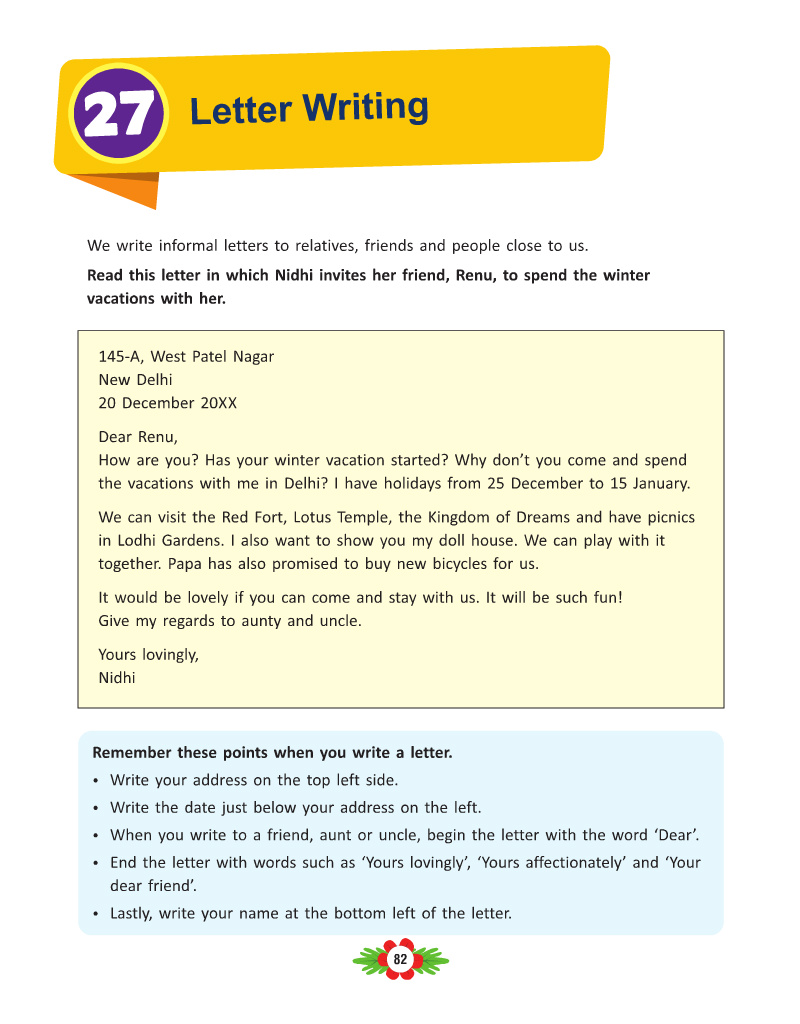 27
Letter Writing
We write informal letters to relatives, friends and people close to us.
Read this letter in which Nidhi invites her friend, Renu, to spend the winter
vacations with her.
145-A, West Patel Nagar
New Delhi
20 December 20XX
Dear Renu,
How are you? Has your winter vacation started? Why don’t you come and spend
the vacations with me in Delhi? I have holidays from 25 December to 15 January.
We can visit the Red Fort, Lotus Temple, the Kingdom of Dreams and have picnics
in Lodhi Gardens. I also want to show you my doll house. We can play with it
together. Papa has also promised to buy new bicycles for us.
It would be lovely if you can come and stay with us. It will be such fun!
Give my regards to aunty and uncle.
Yours lovingly,
Nidhi
Remember these points when you write a letter.
• Write your address on the top left side.
• Write the date just below your address on the left.
• When you write to a friend, aunt or uncle, begin the letter with the word ‘Dear’.
• End the letter with words such as ‘Yours lovingly’, ‘Yours affectionately’ and ‘Your
dear friend’.
• Lastly, write your name at the bottom left of the letter.
82